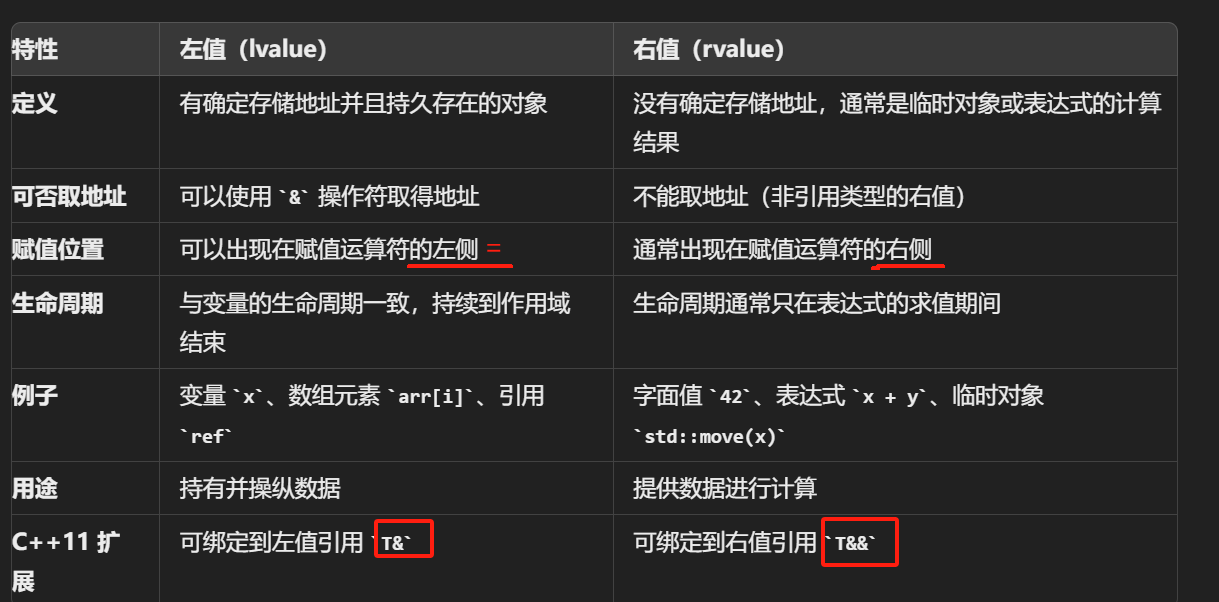 特性 左值（lvalue） 右值（rvalue）
定义 有确定存储地址并且持久存在的对象 没有确定存储地址，通常是临时对象或表达式的计算
结果
可否取地址 可以使用 `&` 操作符取得地址 不能取地址（非引用类型的右值）
赋值位置 可以出现在赋值运算符的左侧 = 通常出现在赋值运算符的右侧
生命周期 与变量的生命周期一致，持续到作用域 生命周期通常只在表达式的求值期间
结束
例子 变量 `x`、数组元素 `arr[i]`、引用 字面值 `42`、表达式 `x + y`、临时对象
`ref` `std::move(x)`
用途 持有并操纵数据 提供数据进行计算
C++11 扩 可绑定到左值引用 `T&` 可绑定到右值引用 `T&&`
展